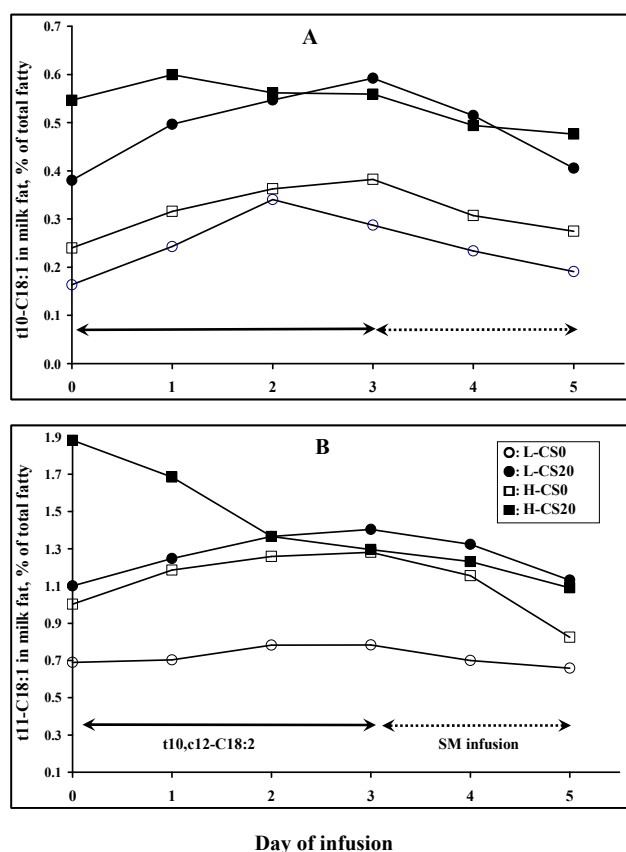 A
t10-C18:1 in milk fat, % of total fatty
0.7
0.6
0.5
0.4
0.3
0.2
0.1
0.0
0 1 2 3 4 5
B
t11-C18:1 in milk fat, % of total fatty
1.9
1.7
1.5
1.3
1.1
0.9
0.7
0.5
0.3
0.1
: L-CS0
: L-CS20
: H-CS0
: H-CS20
t10,c12-C18:2 SM infusion
0 1 2 3 4 5
Day of infusion